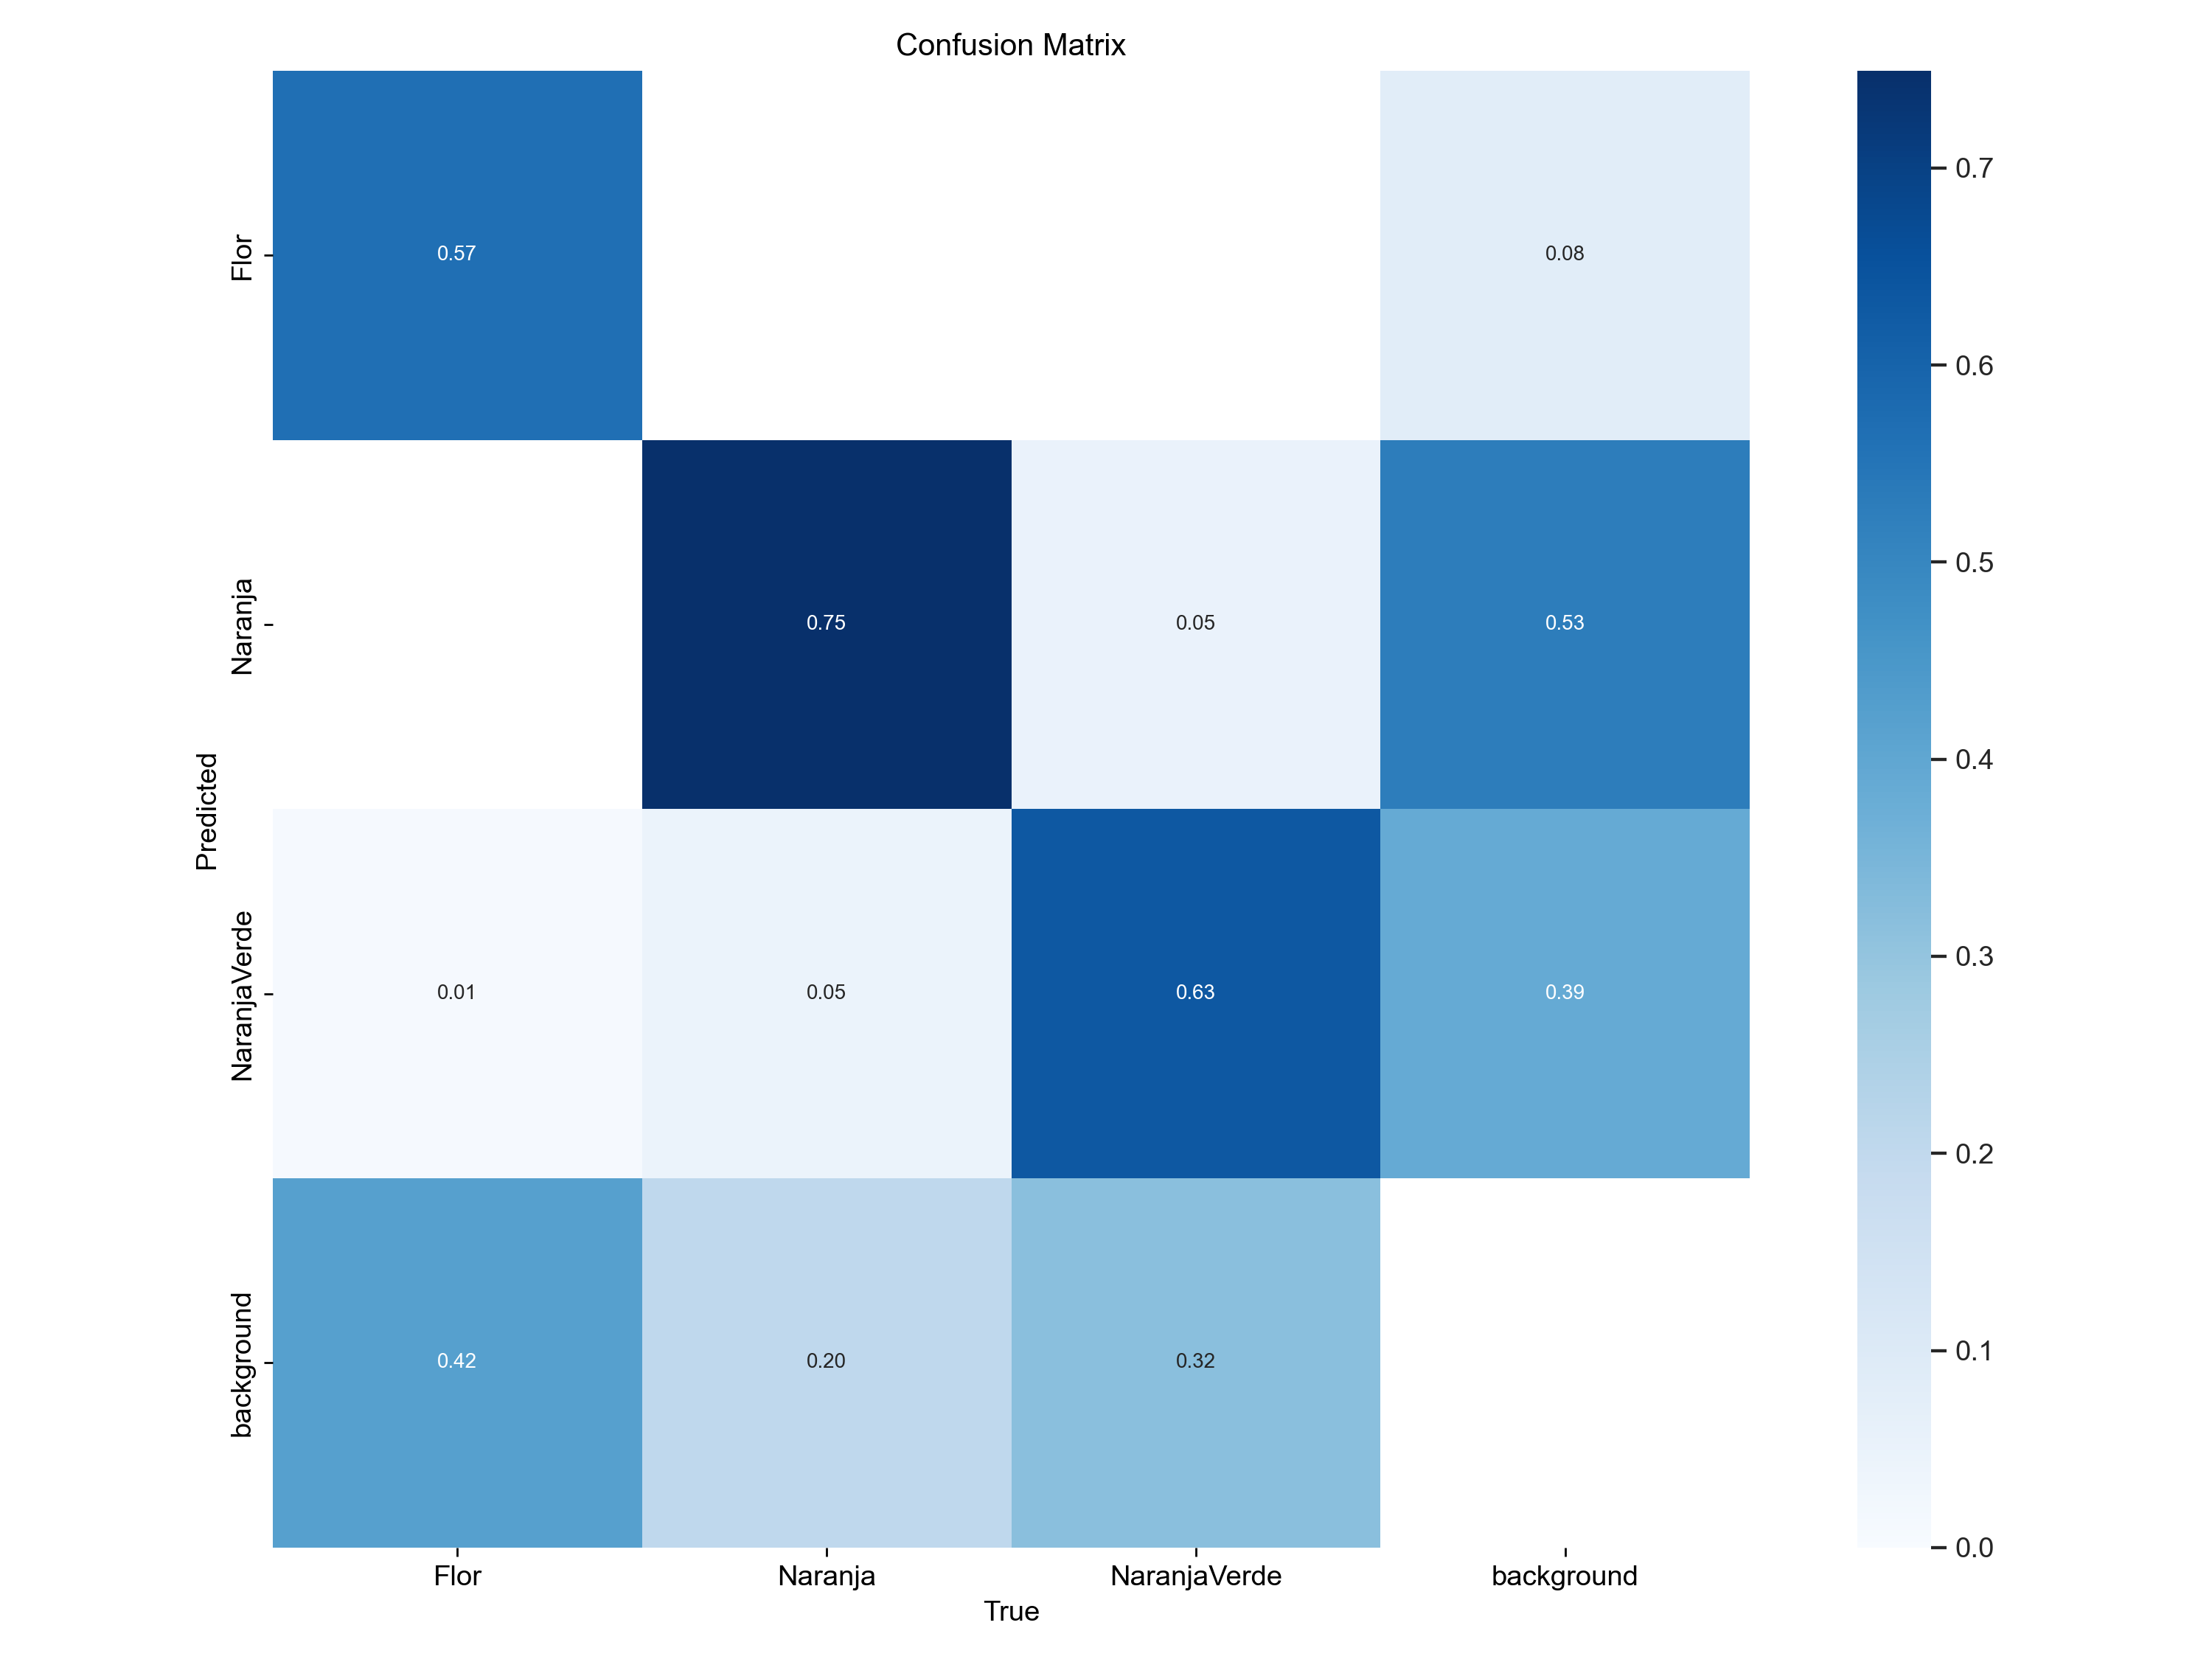 Confusion Matrix
Flor
0.57
0.08
0.7
0.6
Naranja
0.75
0.05
0.53
0.5
0.4
Predicted
NaranjaVerde
0.01
0.05
0.63
0.39
0.3
0.2
background
0.42
0.20
0.32
0.1
0.0
Flor
Naranja
NaranjaVerde
background
True